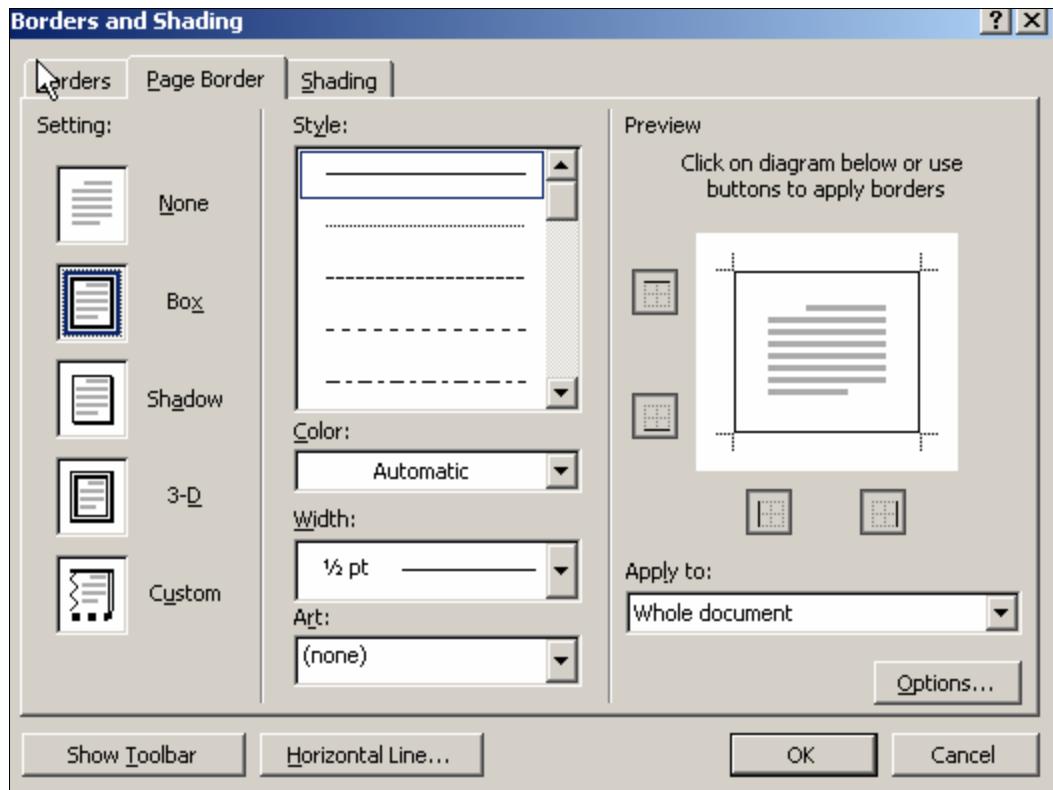 Borders and Shading
Borders Page Border Shading
Setting:
None
Box
Shadow
3-D
Custom
Style:
Color:
Automatic
Width:
½ pt
Art:
(none)
Preview
Click on diagram below or use
buttons to apply borders
Apply to:
Whole document
Options...
Show Toolbar
Horizontal Line...
OK
Cancel